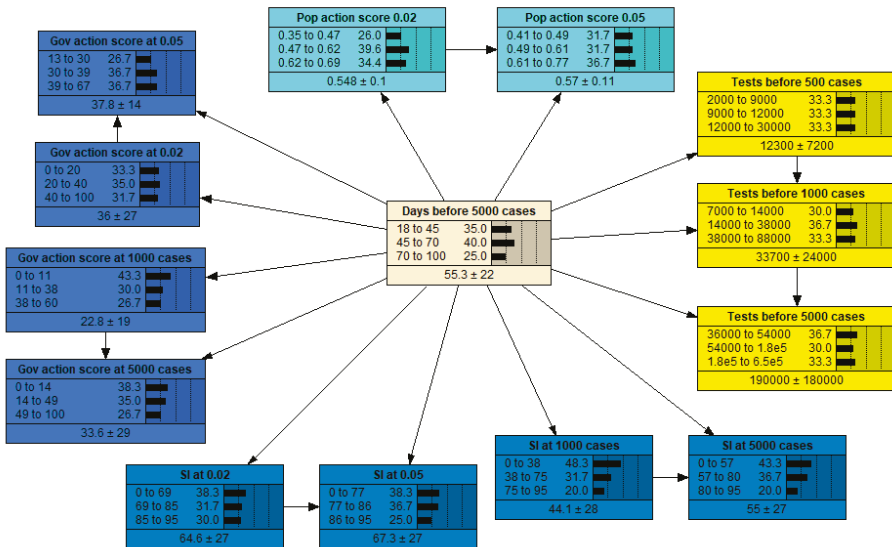 Pop action score 0.02
0.35 to 0.47 26.0
0.47 to 0.62 39.6
0.62 to 0.69 34.4
0.548 ± 0.1
Pop action score 0.05
0.41 to 0.49 31.7
0.49 to 0.61 31.7
0.61 to 0.77 36.7
0.57 ± 0.11
Gov action score at 0.05
13 to 30 26.7
30 to 39 36.7
39 to 67 36.7
37.8 ± 14
Tests before 500 cases
2000 to 9000 33.3
9000 to 12000 33.3
12000 to 30000 33.3
12300 ± 7200
Gov action score at 0.02
0 to 20 33.3
20 to 40 35.0
40 to 100 31.7
36 ± 27
Tests before 1000 cases
7000 to 14000 30.0
14000 to 38000 36.7
38000 to 88000 33.3
33700 ± 24000
Days before 5000 cases
18 to 45 35.0
45 to 70 40.0
70 to 100 25.0
55.3 ± 22
Gov action score at 1000 cases
0 to 11 43.3
11 to 38 30.0
38 to 60 26.7
22.8 ± 19
Tests before 5000 cases
36000 to 54000 36.7
54000 to 1.8e5 30.0
1.8e5 to 6.5e5 33.3
190000 ± 180000
Gov action score at 5000 cases
0 to 14 38.3
14 to 49 35.0
49 to 100 26.7
33.6 ± 29
SI at 0.02
0 to 69 38.3
69 to 85 31.7
85 to 95 30.0
64.6 ± 27
SI at 0.05
0 to 77 38.3
77 to 86 36.7
86 to 95 25.0
67.3 ± 27
SI at 1000 cases
0 to 38 48.3
38 to 75 31.7
75 to 95 20.0
44.1 ± 28
SI at 5000 cases
0 to 57 43.3
57 to 80 36.7
80 to 95 20.0
55 ± 27